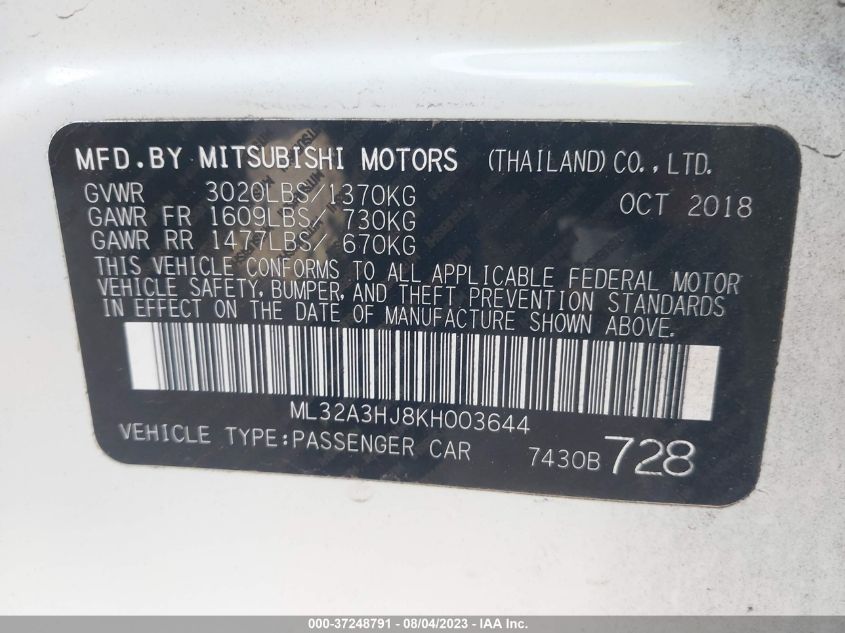 MFD.BY MITSUBISHI MOTORS (THAILAND) CO.,LTD.
GVWR 3020LBS/1370KG OCT 2018
GAWR FR 1609LBS/ 730KG
GAWR RR 1477LBS/ 670KG
THIS VEHICLE CONFORMS TO ALL APPLICABLE FEDERAL MOTOR
VEHICLE SAFETY, BUMPER, AND THEFT PREVENTION STANDARDS
IN EFFECT ON THE DATE OF MANUFACTURE SHOWN ABOVE.
ML32A3HJ8KH003644
VEHICLE TYPE:PASSENGER CAR 7430B 728
000-37248791 - 08/04/2023 - IAA Inc.